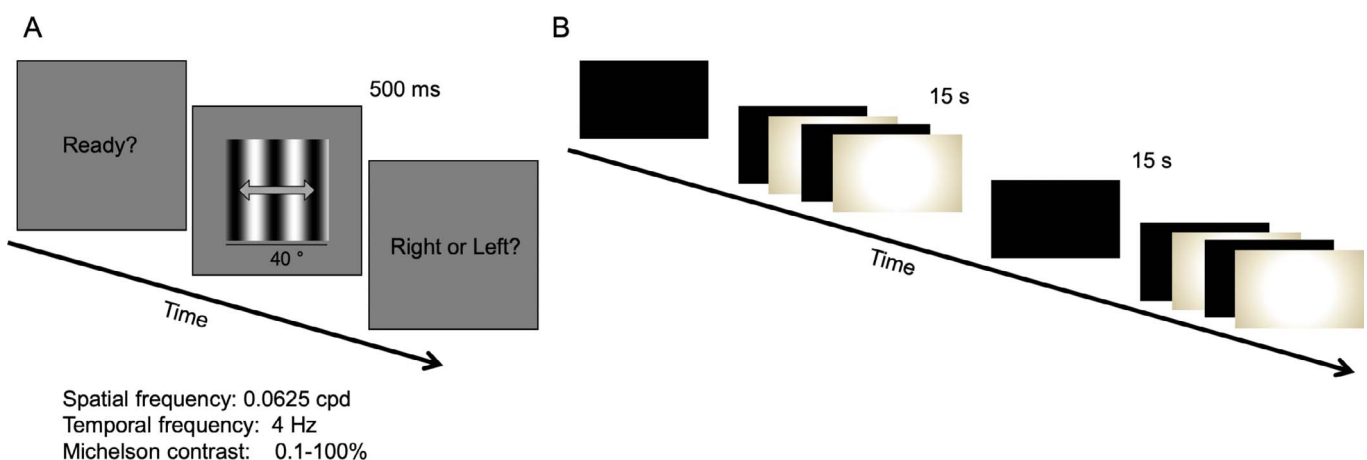 A
Ready?
500 ms
40 °
Right or Left?
Time
Spatial frequency: 0.0625 cpd
Temporal frequency: 4 Hz
Michelson contrast: 0.1-100%
B
15 s
15 s
Time